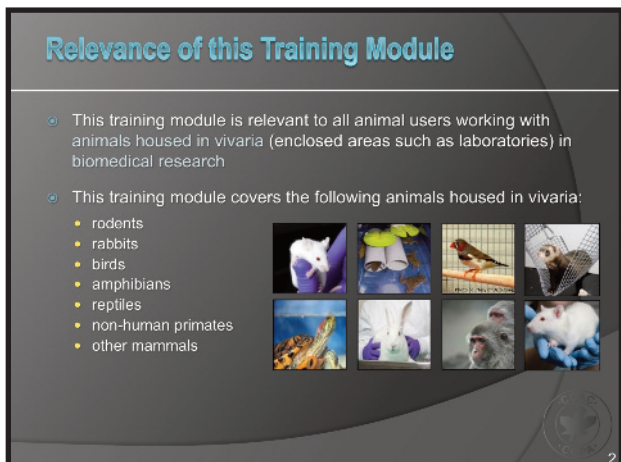 Relevance of this Training Module
This training module is relevant to all animal users working with
animals housed in vivaria (enclosed areas such as laboratories) in
biomedical research
This training module covers the following animals housed in vivaria:
rodents
rabbits
birds
amphibians
reptiles
non-human primates
other mammals
2